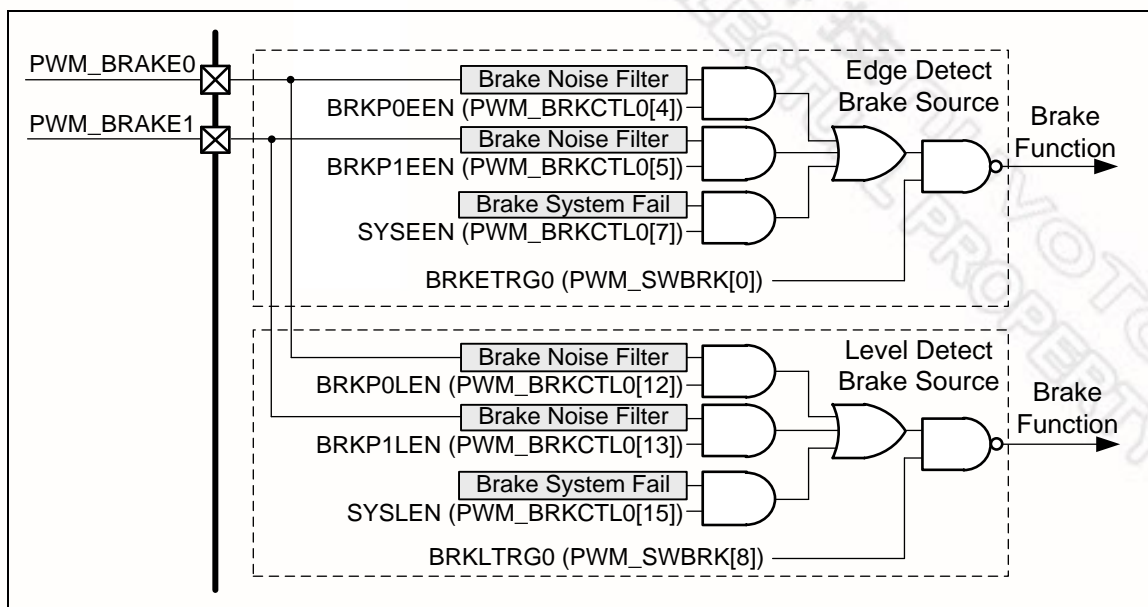 PWM_BRAKE0
Brake Noise Filter
BRKP0EEN (PWM_BRKCTL0[4])
Edge Detect
Brake Source
PWM_BRAKE1
Brake Noise Filter
BRKP1EEN (PWM_BRKCTL0[5])
Brake
Function
Brake System Fail
SYSEEN (PWM_BRKCTL0[7])
BRKETRG0 (PWM_SWBRK[0])
Brake Noise Filter
BRKP0LEN (PWM_BRKCTL0[12])
Level Detect
Brake Source
Brake Noise Filter
BRKP1LEN (PWM_BRKCTL0[13])
Brake
Function
Brake System Fail
SYSLEN (PWM_BRKCTL0[15])
BRKLTRG0 (PWM_SWBRK[8])
PROPERTY